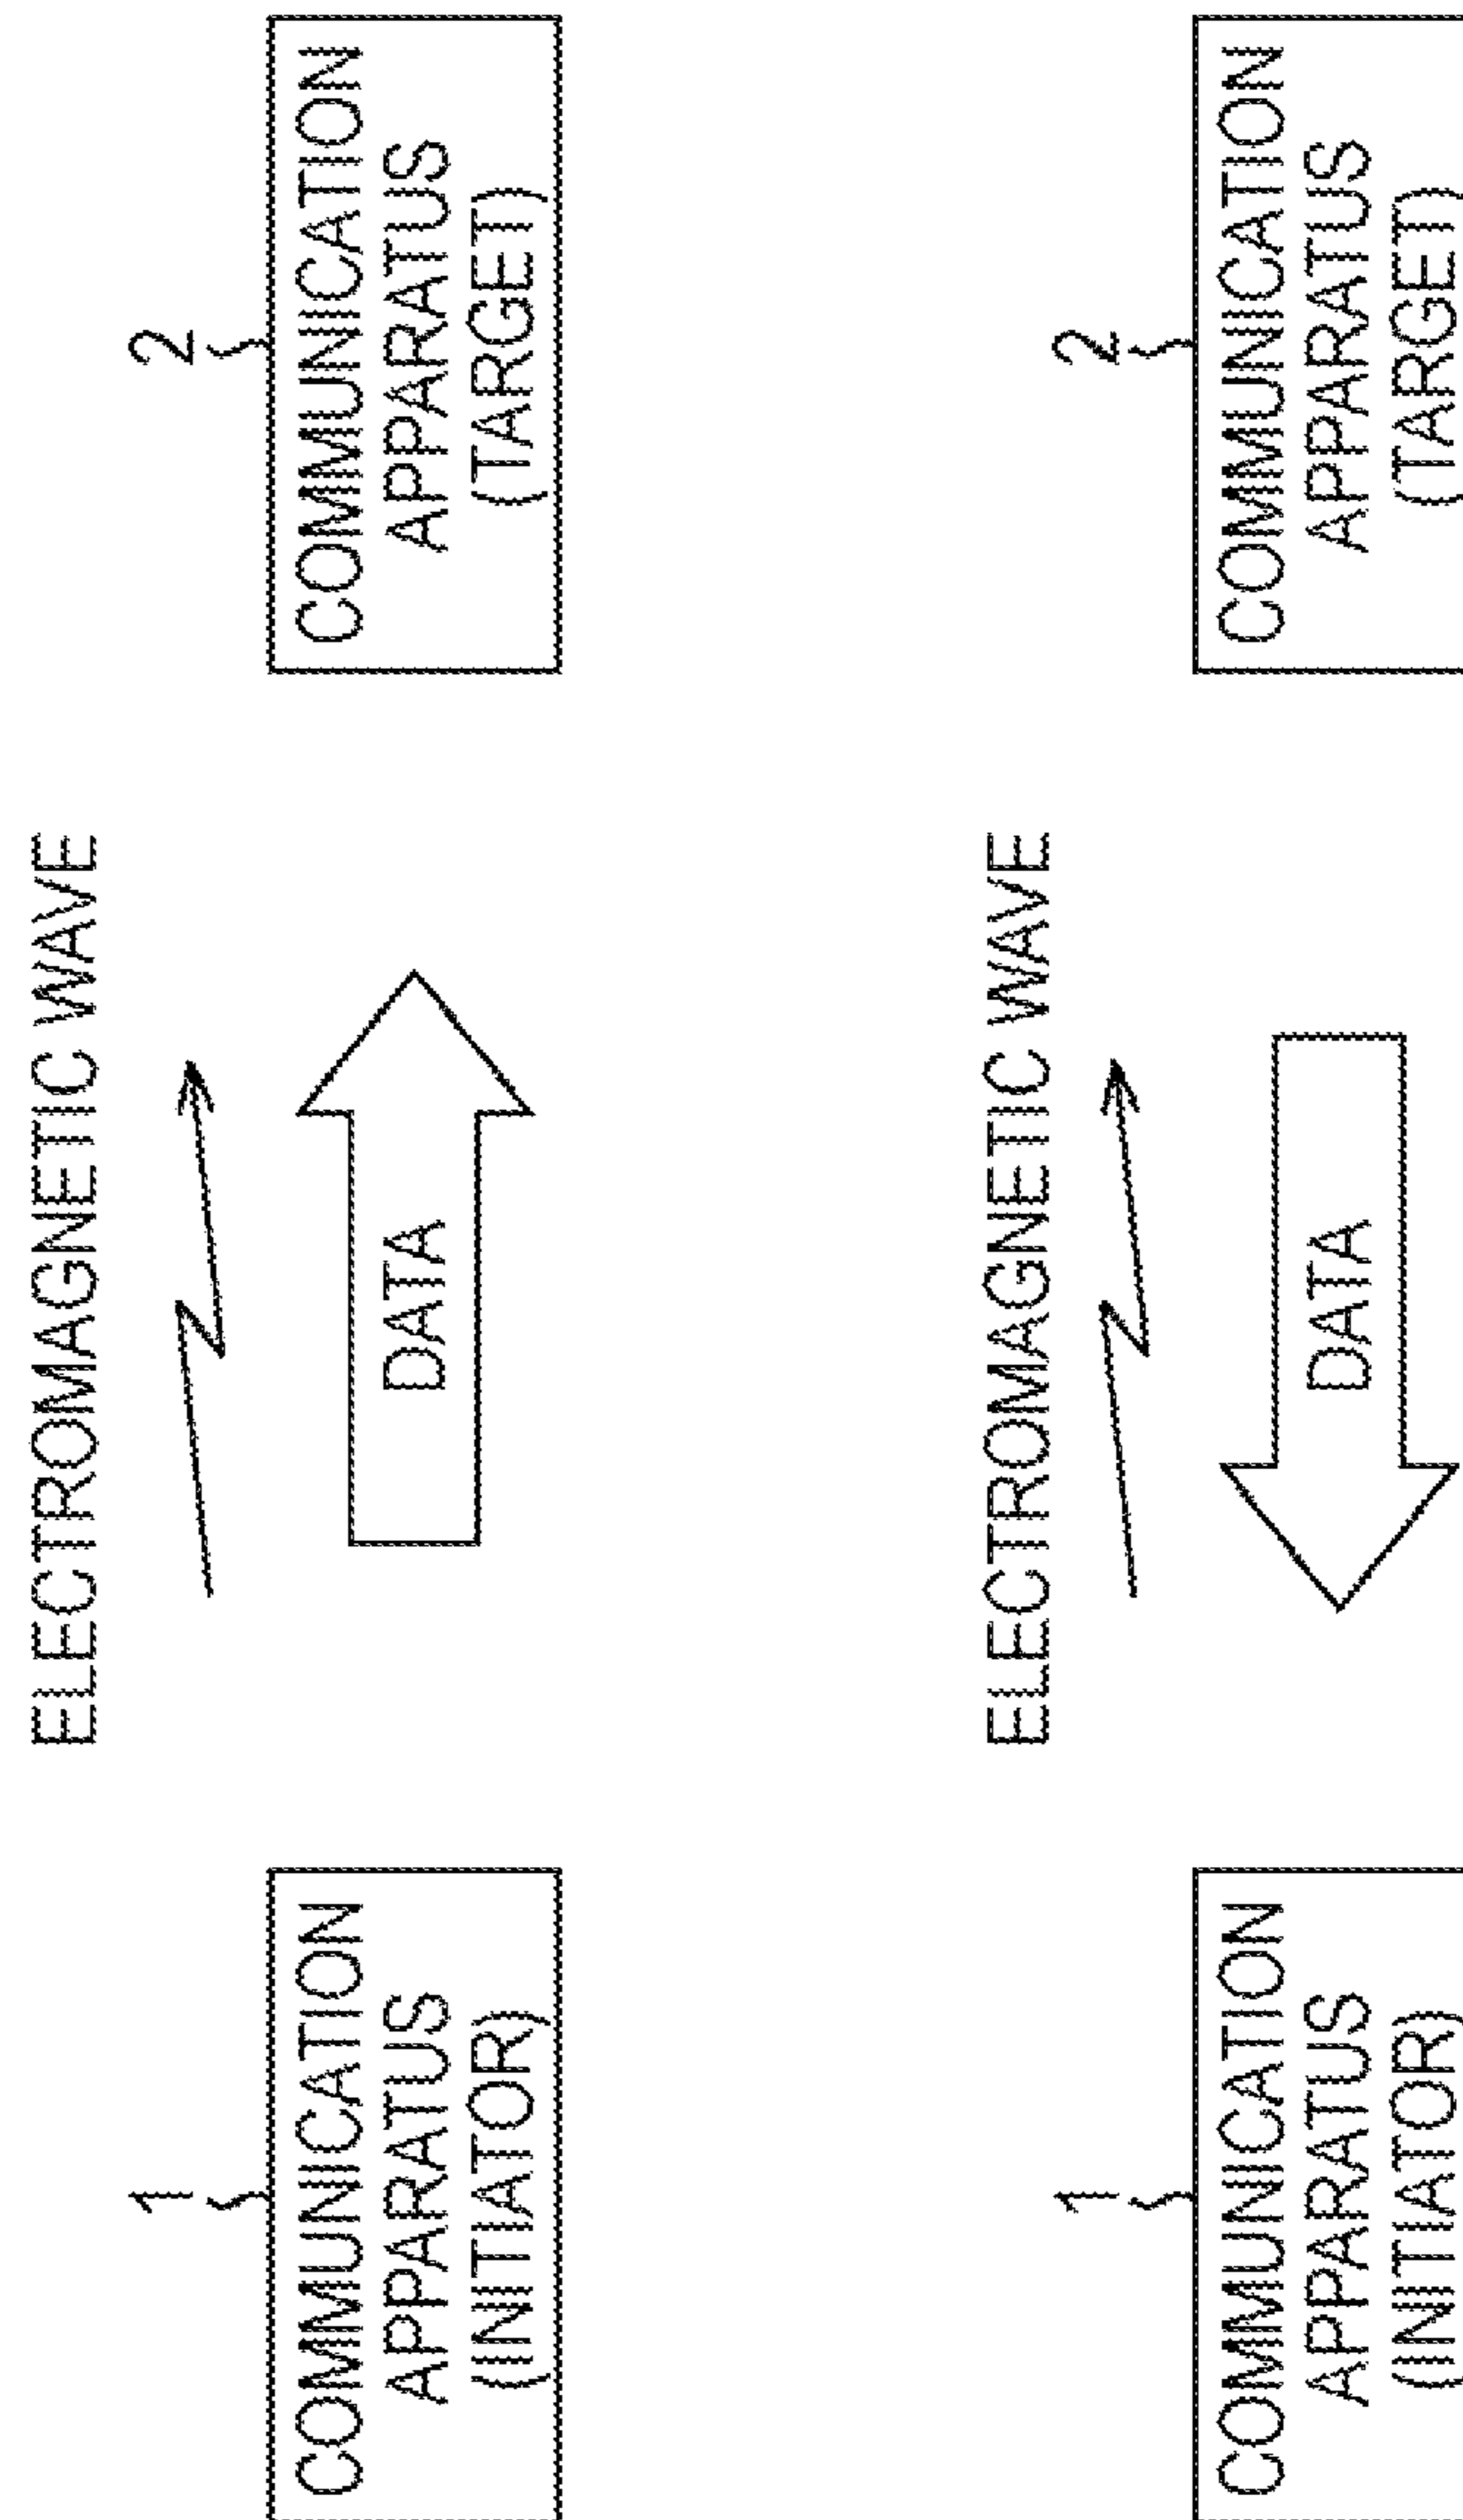 ELECTROMAGNETIC WAVE
1
2
COMMUNICATION
APPARATUS
(INITIATOR)
DATA
COMMUNICATION
APPARATUS
(TARGET)
ELECTROMAGNETIC WAVE
1
2
COMMUNICATION
APPARATUS
(INITIATOR)
DATA
COMMUNICATION
APPARATUS
(TARGET)